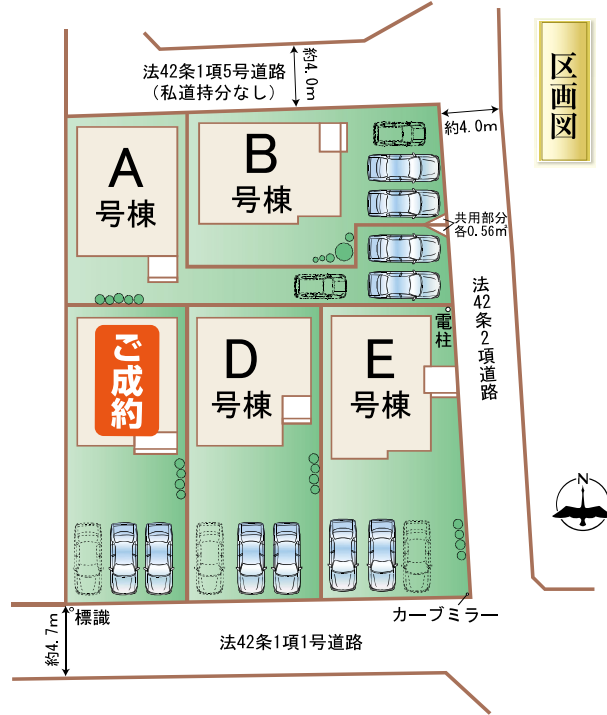 区画図
法42条1項5号道路
（私道持分なし）
約4.0m
約4.0m
A
号棟
B
号棟
共用部分
各0.56㎡
法42条2項道路
電柱
ご成約
D
号棟
E
号棟
N
標識
カーブミラー
約4.7m
法42条1項1号道路